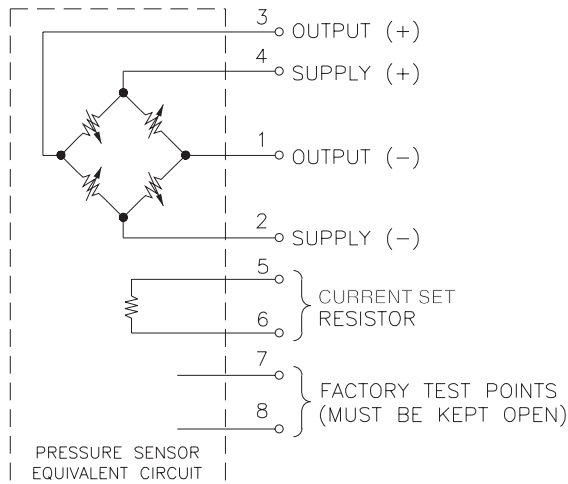 3 OUTPUT (+)
4 SUPPLY (+)
1 OUTPUT (-)
2 SUPPLY (-)
5
CURRENT SET
RESISTOR
6
7
FACTORY TEST POINTS
(MUST BE KEPT OPEN)
8
PRESSURE SENSOR
EQUIVALENT CIRCUIT